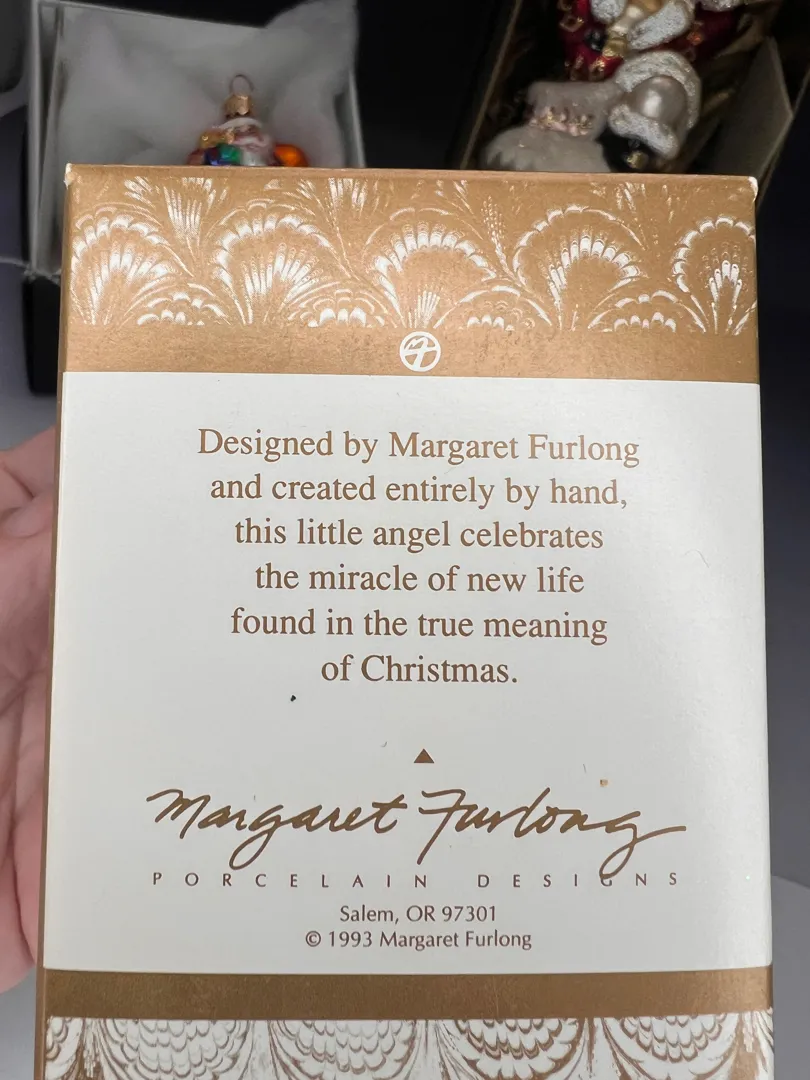 Designed by Margaret Furlong
and created entirely by hand,
this little angel celebrates
the miracle of new life
found in the true meaning
of Christmas.
Margaret Furlong
PORCELAIN DESIGNS
Salem, OR 97301
© 1993 Margaret Furlong